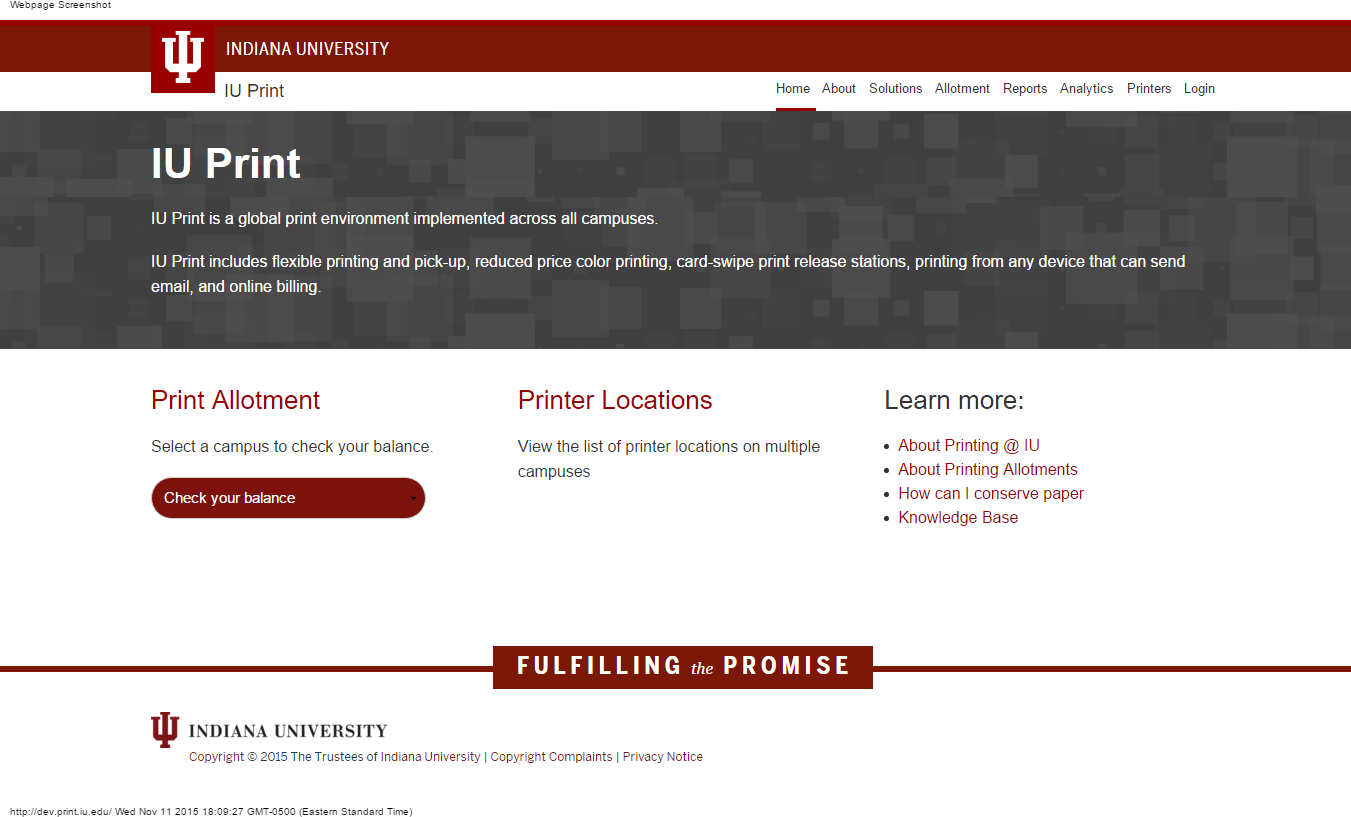 Webpage Screenshot
INDIANA UNIVERSITY
IU Print
Home About Solutions Allotment Reports Analytics Printers Login
IU Print
IU Print is a global print environment implemented across all campuses.
IU Print includes flexible printing and pick-up, reduced price color printing, card-swipe print release stations, printing from any device that can send
email, and online billing.
Print Allotment
Select a campus to check your balance.
Check your balance
Printer Locations
View the list of printer locations on multiple
campuses
Learn more:
About Printing @ IU
About Printing Allotments
How can I conserve paper
Knowledge Base
FULFILLING the PROMISE
INDIANA UNIVERSITY
Copyright © 2015 The Trustees of Indiana University | Copyright Complaints | Privacy Notice
http://dev.print.iu.edu/ Wed Nov 11 2015 18:09:27 GMT-0500 (Eastern Standard Time)